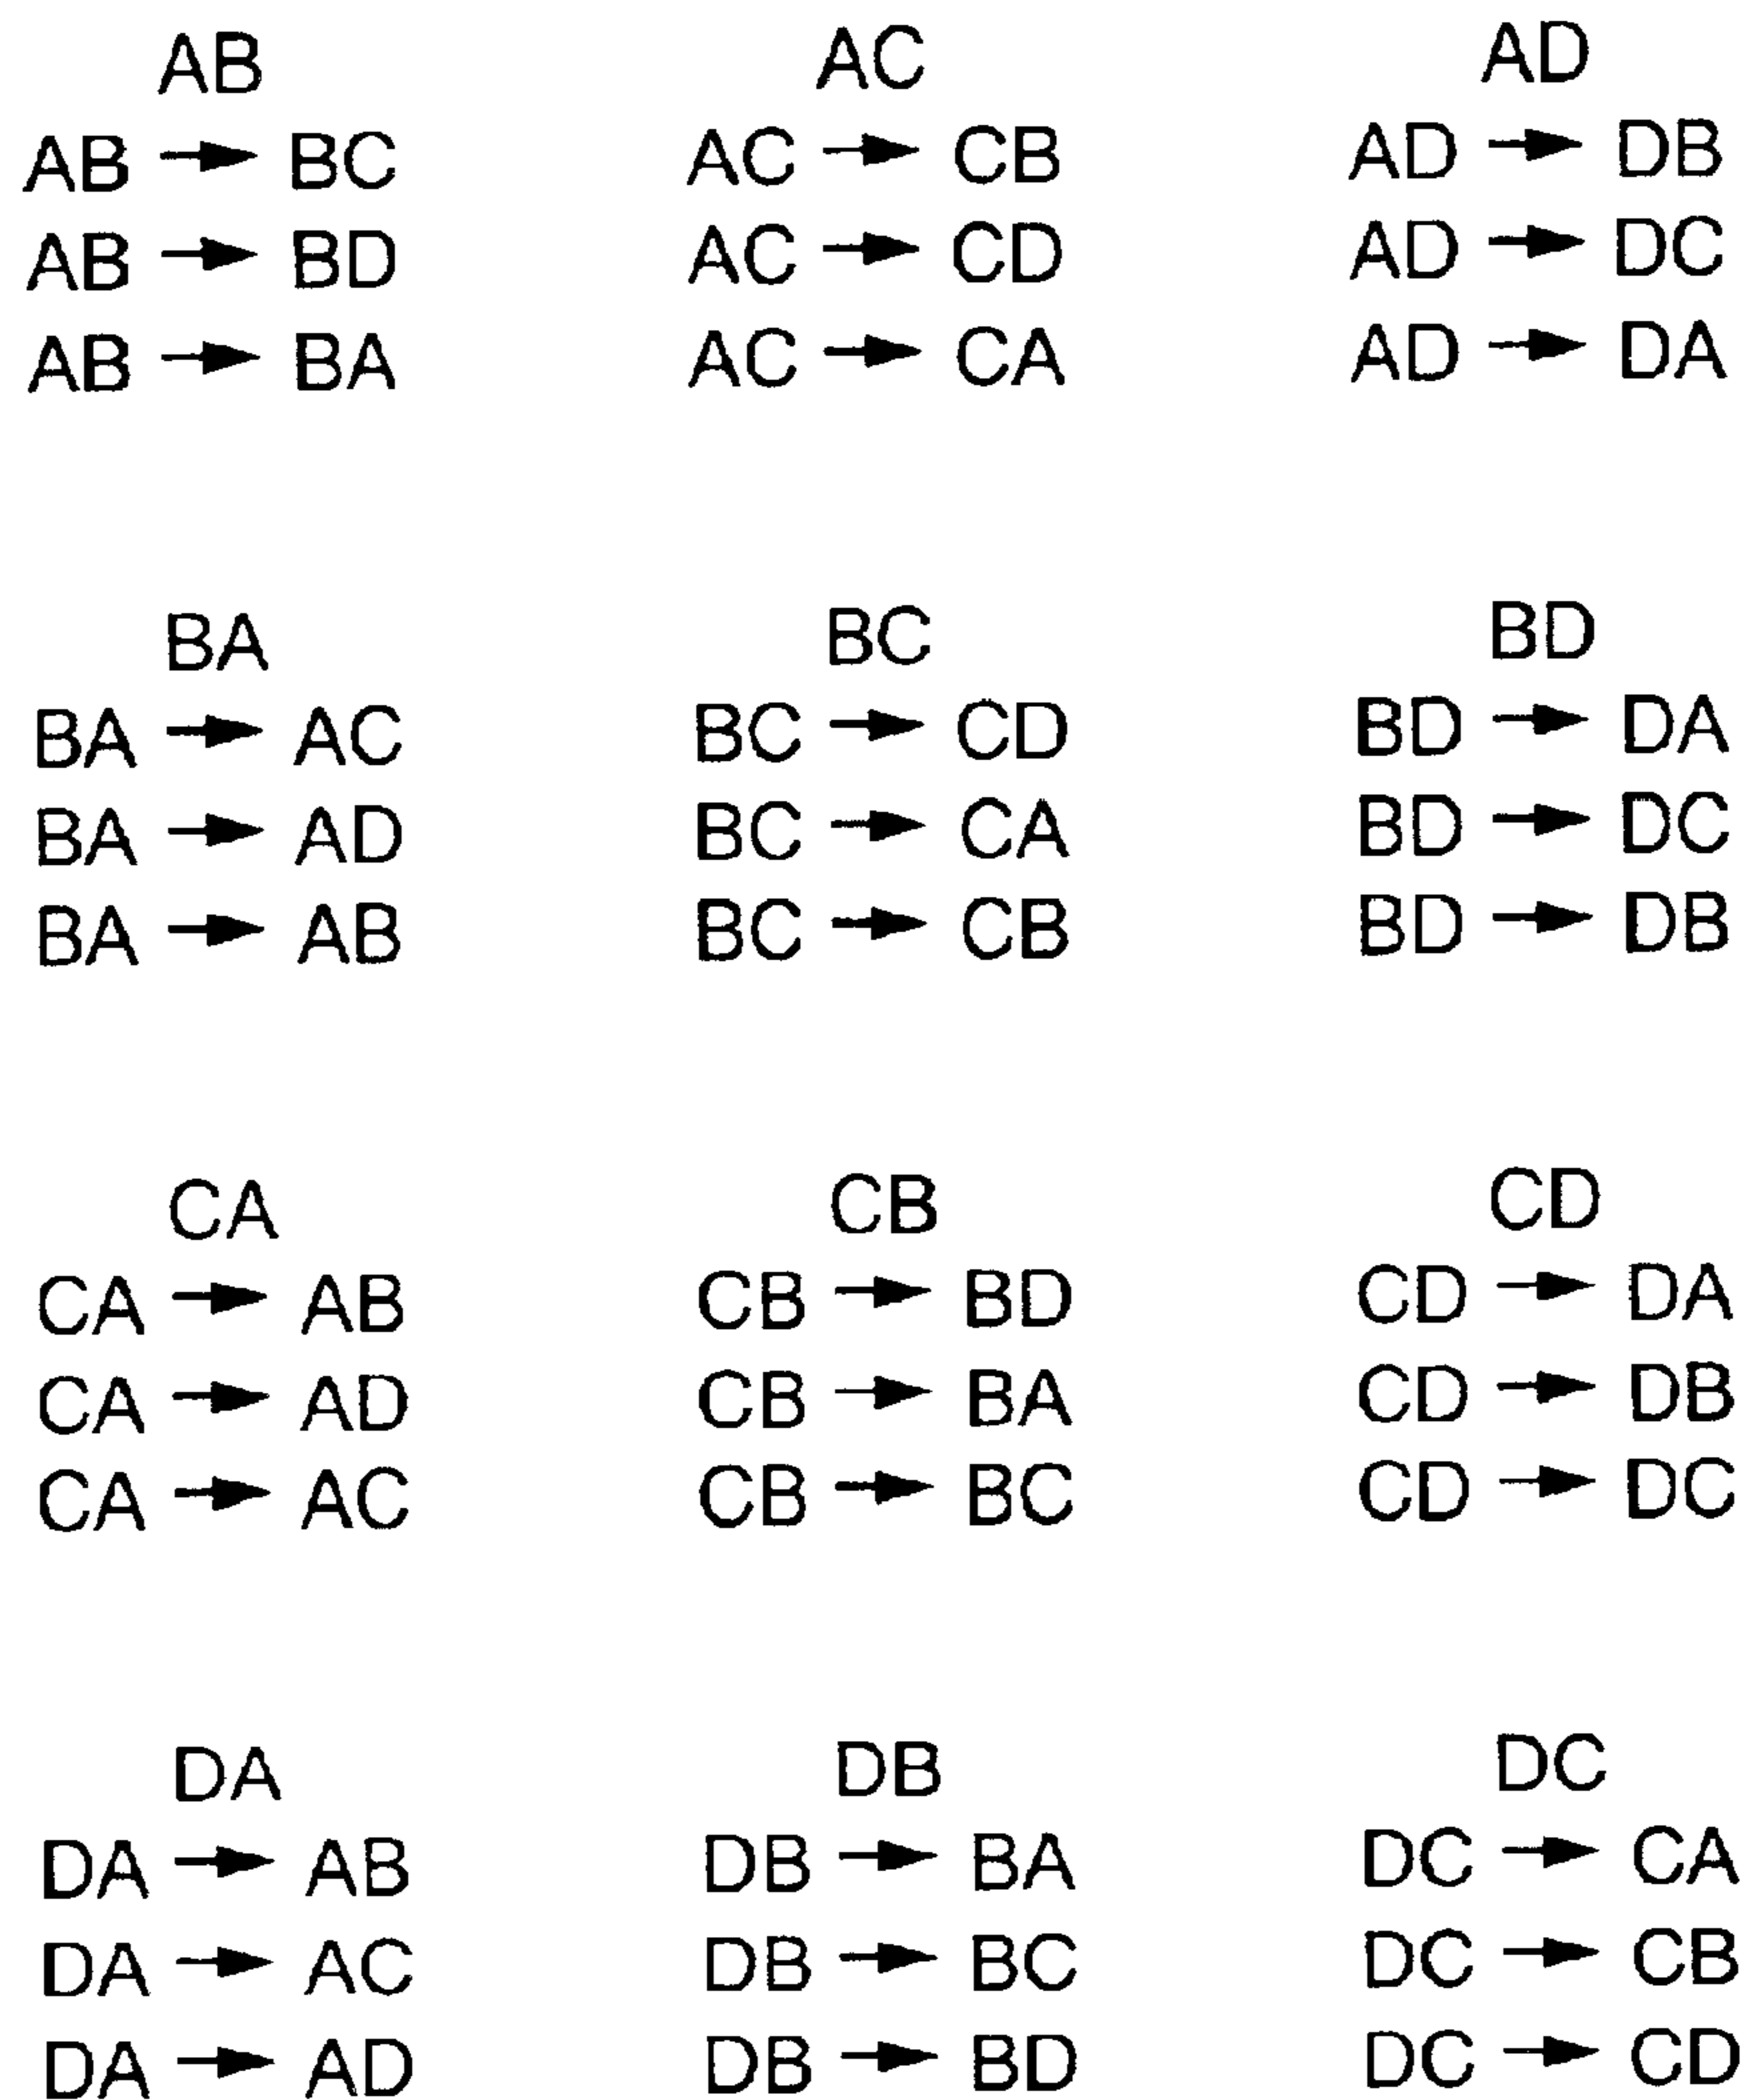 AB AC AD
AB → BC AC → CB AD → DB
AB → BD AC → CD AD → DC
AB → BA AC → CA AD → DA
BA BC BD
BA → AC BC → CD BD → DA
BA → AD BC → CA BD → DC
BA → AB BC → CB BD → DB
CA CB CD
CA → AB CB → BD CD → DA
CA → AD CB → BA CD → DB
CA → AC CB → BC CD → DC
DA DB DC
DA → AB DB → BA DC → CA
DA → AC DB → BC DC → CB
DA → AD DB → BD DC → CD